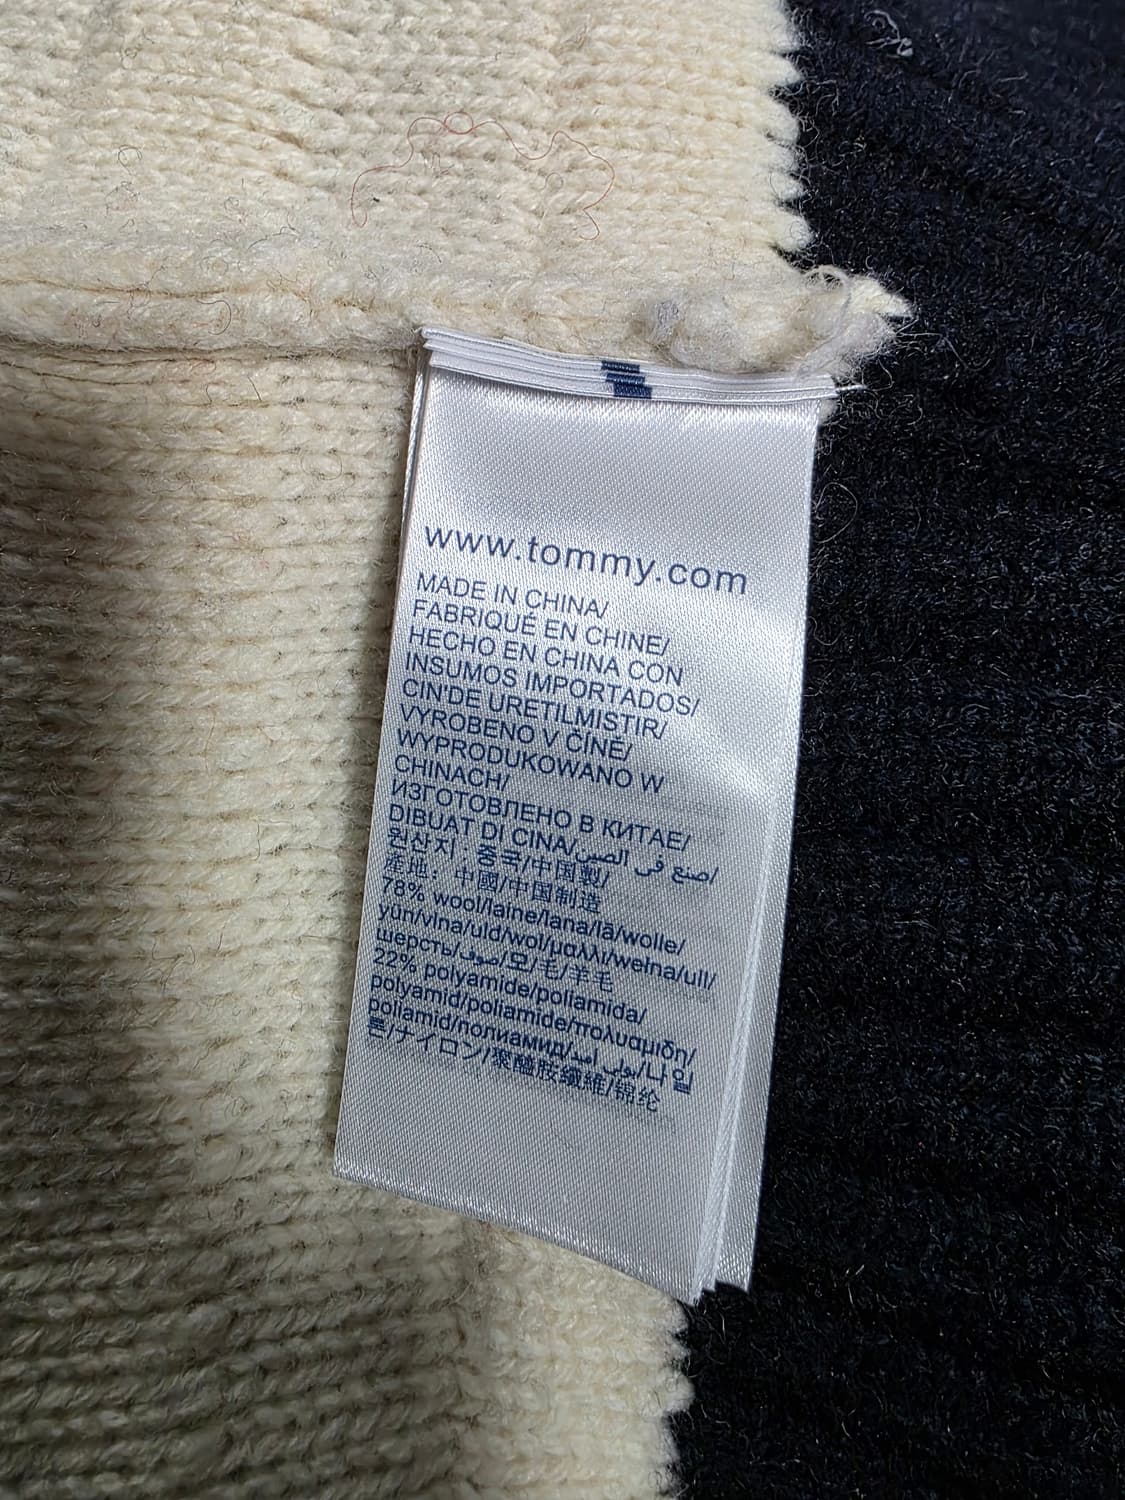 www.tommy.com
MADE IN CHINA/
FABRIQUÉ EN CHINE/
HECHO EN CHINA CON
INSUMOS IMPORTADOS/
CIN'DE URETILMISTIR/
VYROBENO V ČÍNĚ/
WYPRODUKOWANO W
CHINACH/
ИЗГОТОВЛЕНО В КИТАЕ/
DIBUAT DI CINA/صنع في الصين/
원산지 : 중국/中国製/
產地: 中國/中国制造
78% wool/laine/lana/lã/wolle/
yün/vlna/uld/wol/μαλλί/wełna/ull/
шерсть/صوف/모/毛/羊毛
22% polyamide/poliamida/
polyamid/poliamide/πολυαμίδη/
poliamid/полиамид/بولي أميد/나일
론/ナイロン/聚醯胺纖維/锦纶